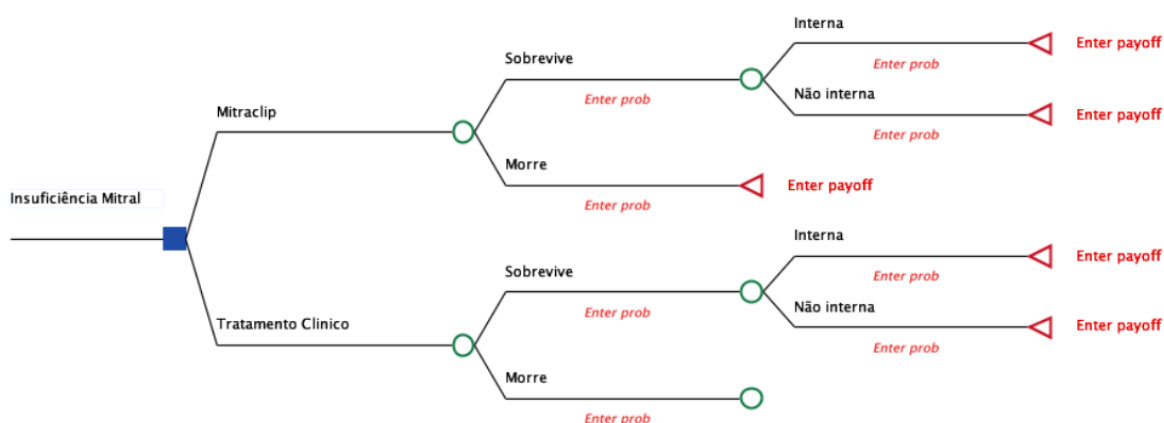 Interna
Enter payoff
Sobrevive
Enter prob
Enter prob
Não interna
Enter payoff
Mitraclip
Enter prob
Morre
Enter payoff
Insuficiência Mitral
Enter prob
Interna
Enter payoff
Sobrevive
Enter prob
Enter prob
Não interna
Tratamento Clinico
Enter payoff
Enter prob
Morre
Enter prob